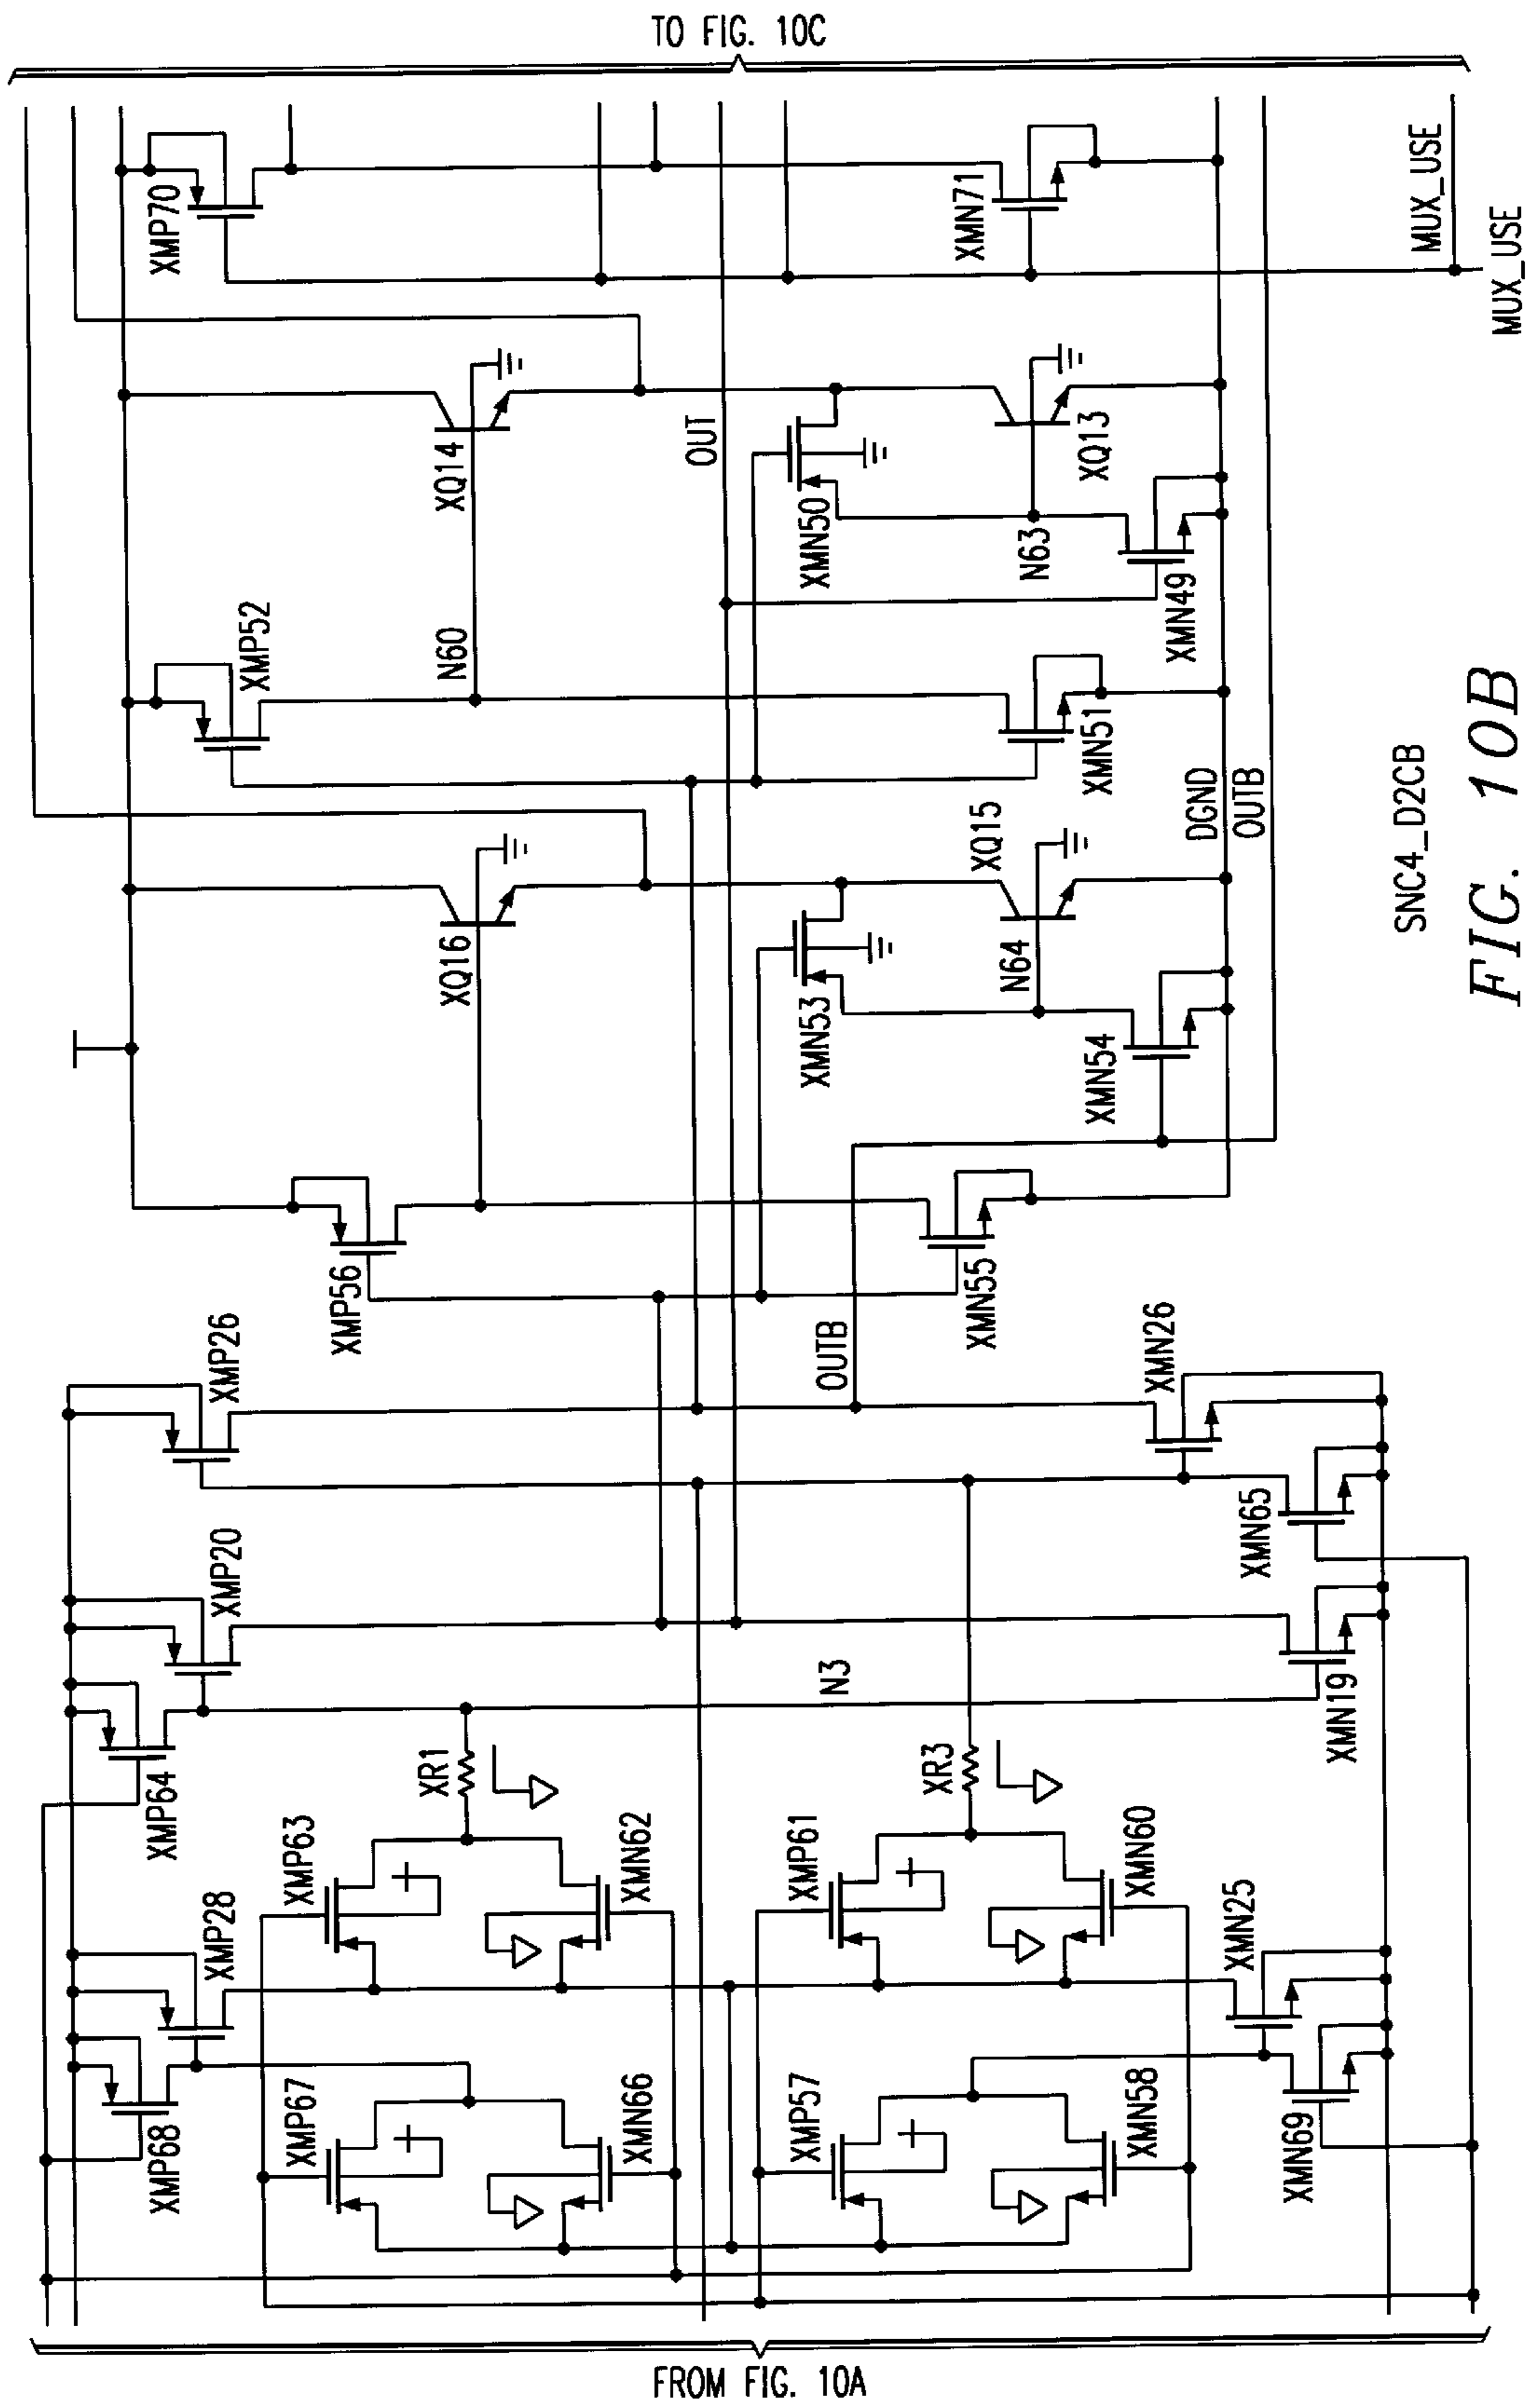 TO FIG. 10C
XMP70
XMN71
MUX_USE
MUX_USE
XQ14
OUT
XMN50
XQ13
N63
XMN49
XMP52
N60
XMN51
XQ16
XMN53
XQ15
N64
XMN54
DGND
OUTB
XMP56
XMN55
OUTB
XMP26
XMN26
XMN65
XMP20
N3
XMN19
XMP64
XR1
XR3
XMP63
XMN62
XMP61
XMN60
XMP28
XMN25
XMP68
XMP67
XMN66
XMP57
XMN58
XMN69
FROM FIG. 10A
SNC4_D2CB
FIG. 10B